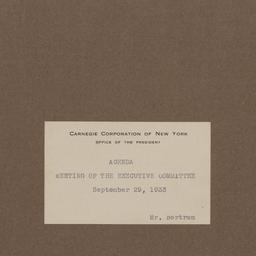 CARNEGIE CORPORATION OF NEW YORK
OFFICE OF THE PRESIDENT
AGENDA
MEETING OF THE EXECUTIVE COMMITTEE
September 29, 1933
Mr. Bertram